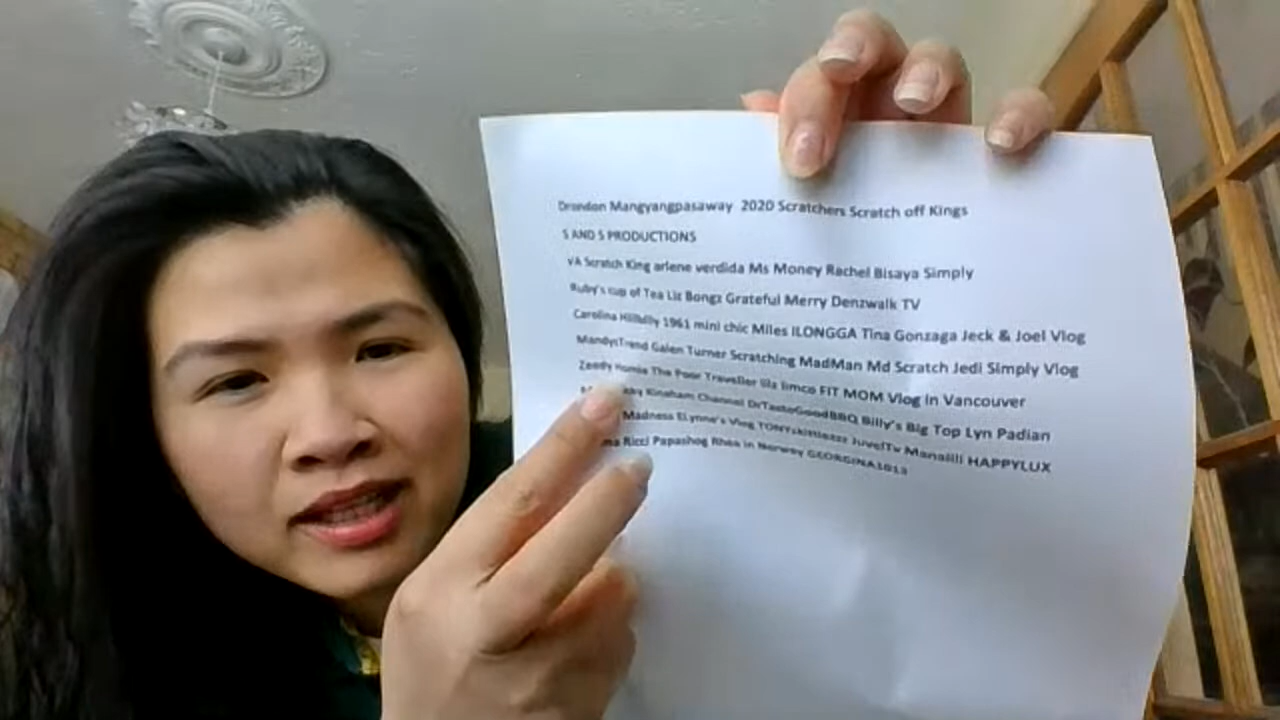 Drondon Mangyangpasaway 2020 Scratchers Scratch off Kings
S AND S PRODUCTIONS
VA Scratch King arlene verdida Ms Money Rachel Bisaya Simply
Ruby's cup of Tea Liz Bongz Grateful Merry Denzwalk TV
Carolina Hillbilly 1961 mini chic Miles ILONGGA Tina Gonzaga Jeck & Joel Vlog
MandysTrend Galen Turner Scratching MadMan Md Scratch Jedi Simply Vlog
Zeedy Homie The Poor Traveller lila limco FIT MOM Vlog in Vancouver
Kineham Channel DrTastoGoodBBQ Billy's Big Top Lyn Padian
Madness ELynne's Vlog JuvelTv Manalili HAPPYLUX
Ricci Papashog Rhea in Norway GEORGINA1013